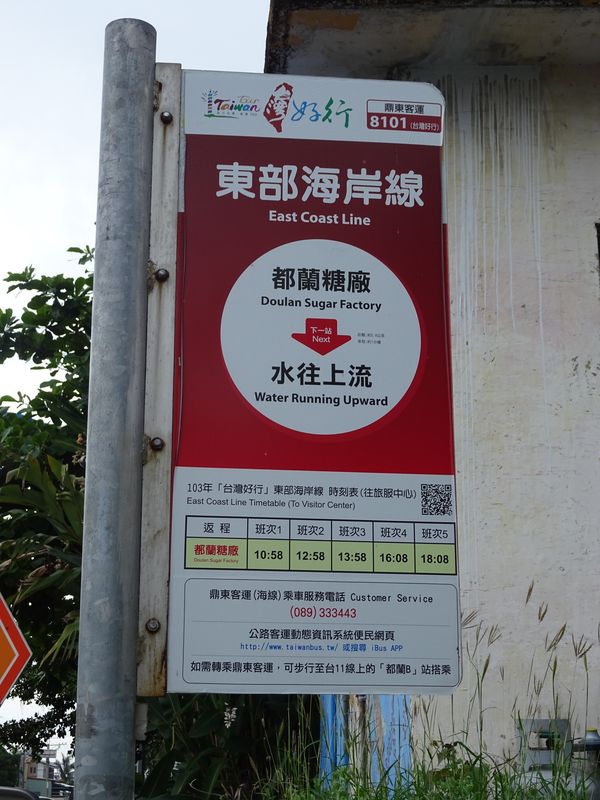 Tour Taiwan
灣好行
鼎東客運
8101(台灣好行)
東部海岸線
East Coast Line
都蘭糖廠
Doulan Sugar Factory
下一站
Next
水往上流
Water Running Upward
103年「台灣好行」東部海岸線 時刻表(往旅服中心)
East Coast Line Timetable (To Visitor Center)
返程 班次1 班次2 班次3 班次4 班次5
都蘭糖廠 10:58 12:58 13:58 16:08 18:08
Doulan Sugar Factory
鼎東客運(海線)乘車服務電話 Customer Service
(089)333443
公路客運動態資訊系統便民網頁
http://www.taiwanbus.tw/ 或搜尋 iBus APP
如需轉乘鼎東客運，可步行至台11線上的「都蘭B」站搭乘